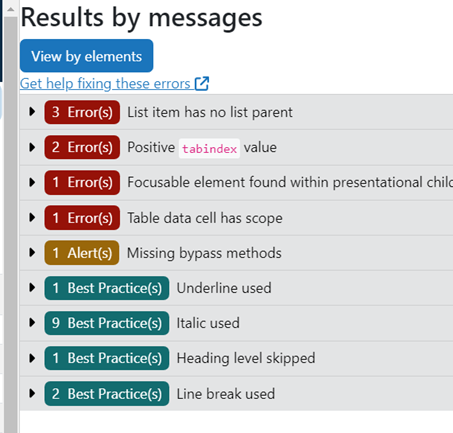 Results by messages
View by elements
Get help fixing these errors
3 Error(s) List item has no list parent
2 Error(s) Positive tabindex value
1 Error(s) Focusable element found within presentational
1 Error(s) Table data cell has scope
1 Alert(s) Missing bypass methods
1 Best Practice(s) Underline used
9 Best Practice(s) Italic used
1 Best Practice(s) Heading level skipped
2 Best Practice(s) Line break used